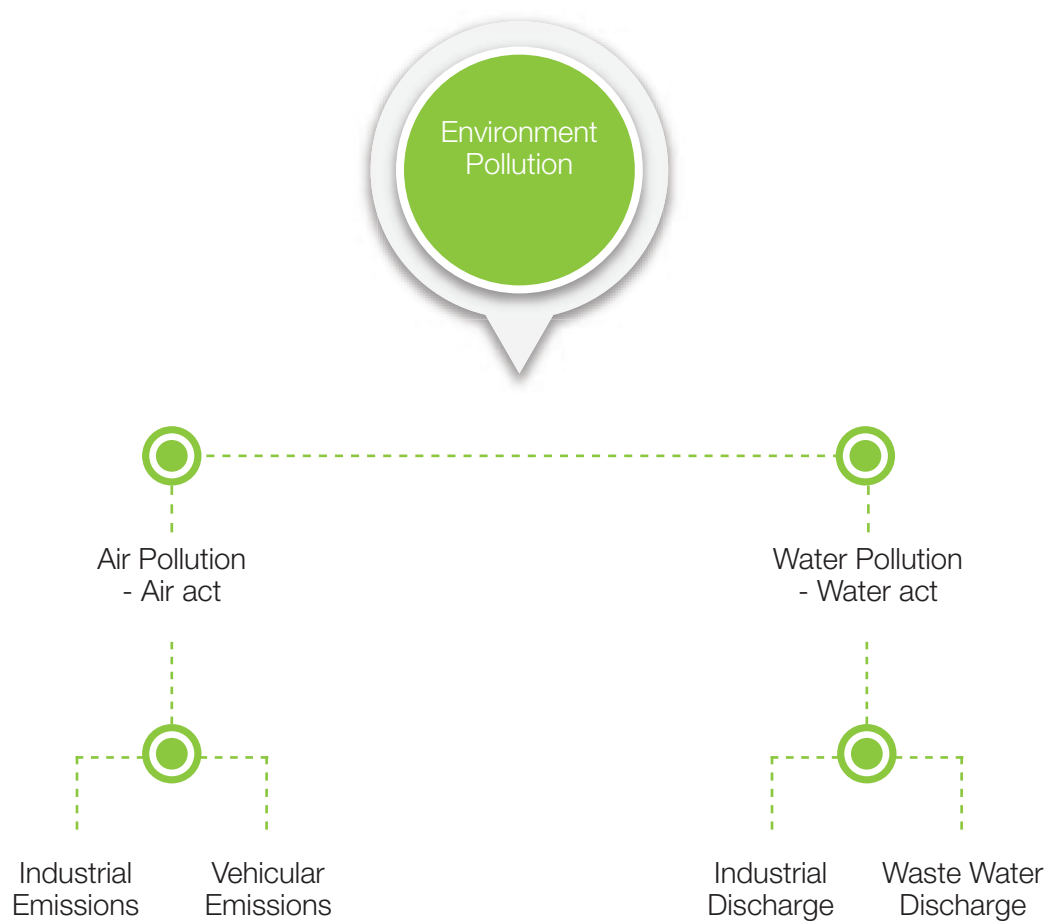 Environment
Pollution
Air Pollution
- Air act
Water Pollution
- Water act
Industrial
Emissions
Vehicular
Emissions
Industrial
Discharge
Waste Water
Discharge